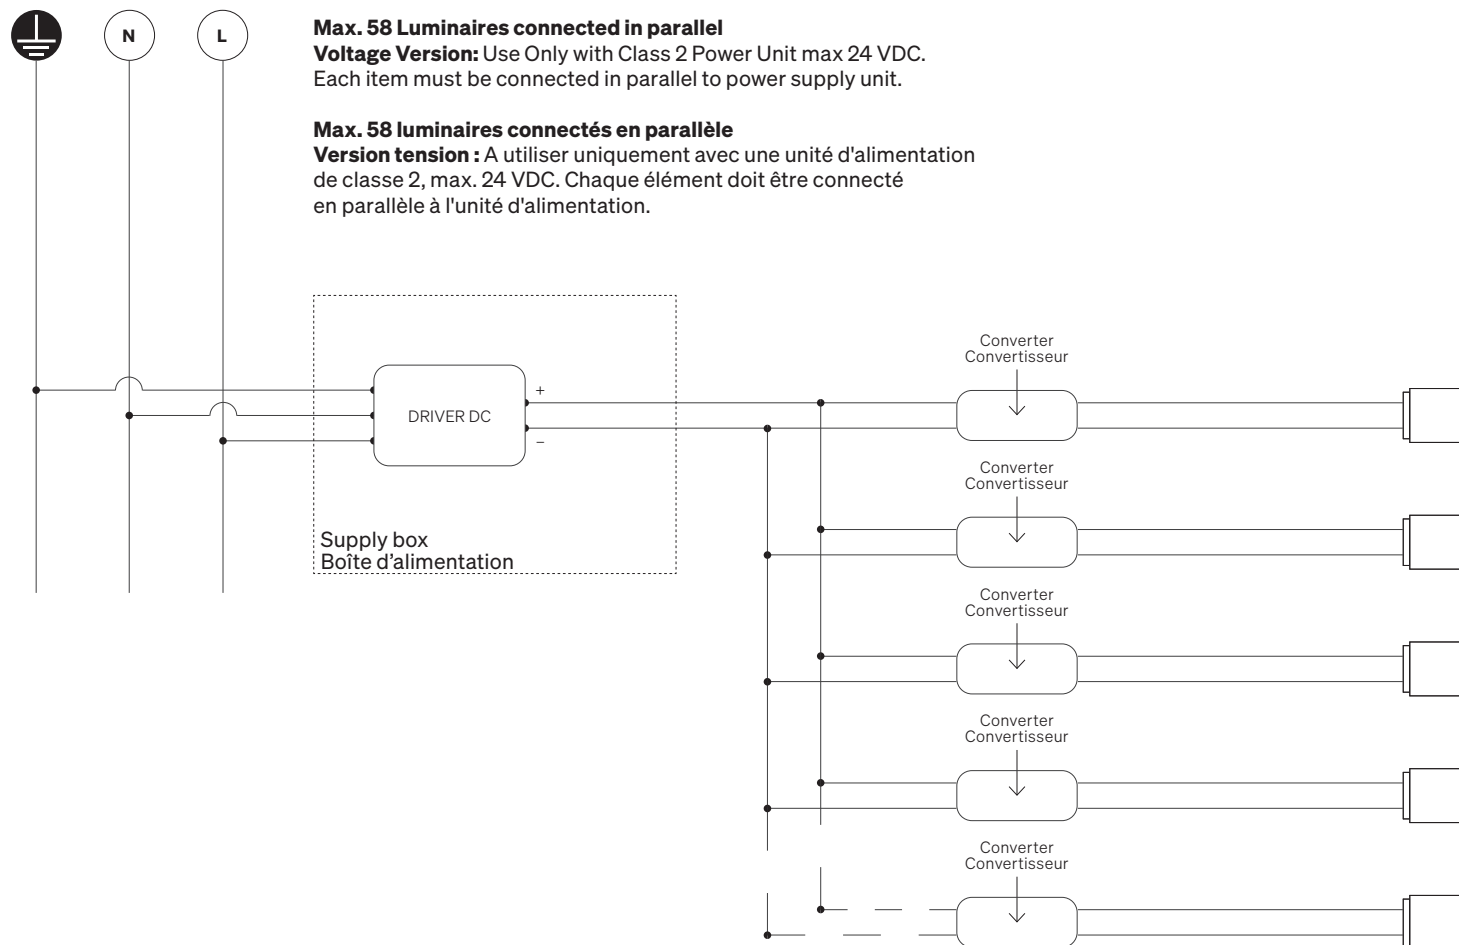 N
L
Max. 58 Luminaires connected in parallel
Voltage Version: Use Only with Class 2 Power Unit max 24 VDC.
Each item must be connected in parallel to power supply unit.
Max. 58 luminaires connectés en parallèle
Version tension : A utiliser uniquement avec une unité d'alimentation
de classe 2, max. 24 VDC. Chaque élément doit être connecté
en parallèle à l'unité d'alimentation.
DRIVER DC
+
–
Supply box
Boîte d’alimentation
Converter
Convertisseur
Converter
Convertisseur
Converter
Convertisseur
Converter
Convertisseur
Converter
Convertisseur